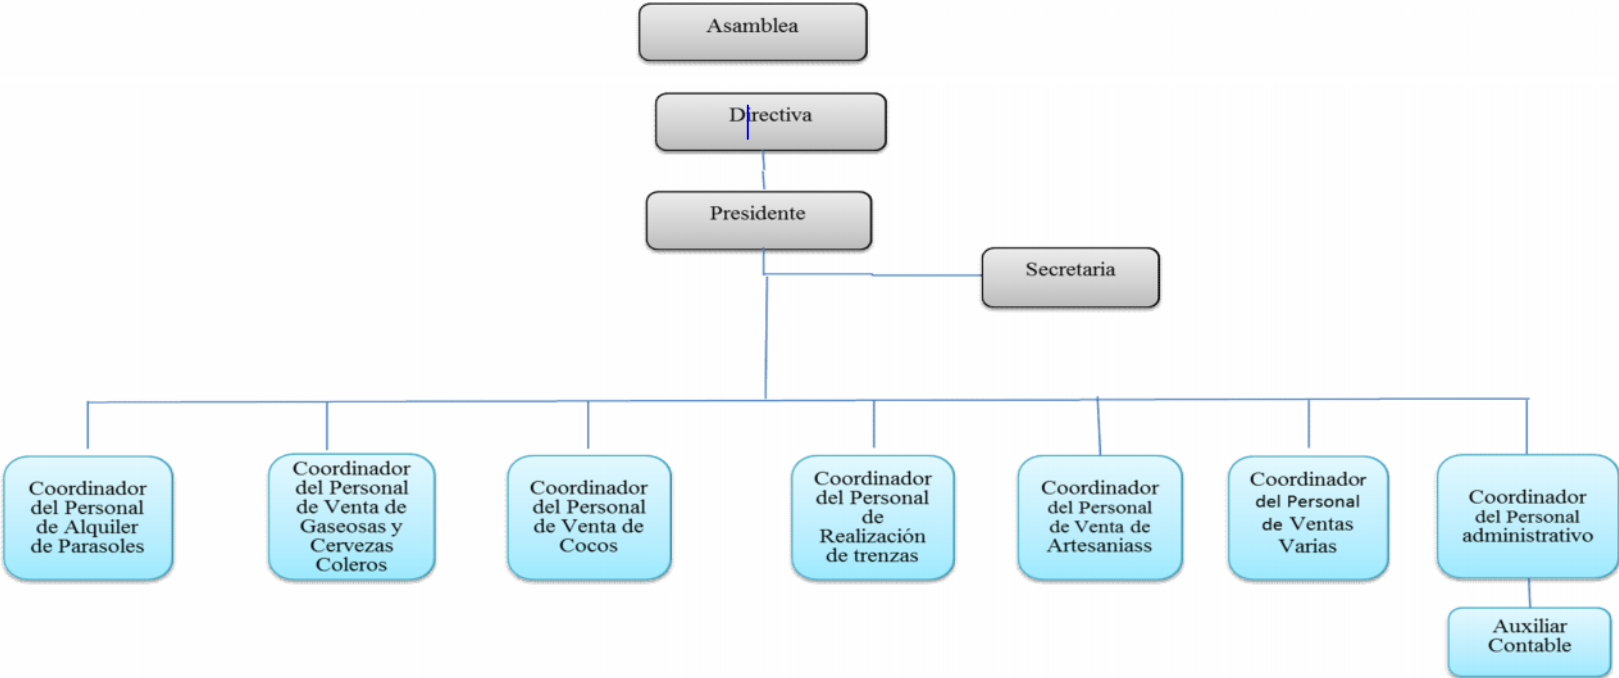 Asamblea
Directiva
Presidente
Secretaria
Coordinador
del Personal
de Alquiler
de Parasoles
Coordinador
del Personal
de Venta de
Gaseosas y
Cervezas
Coleros
Coordinador
del Personal
de Venta de
Cocos
Coordinador
del Personal
de
Realización
de trenzas
Coordinador
del Personal
de Venta de
Artesaniass
Coordinador
del Personal
de Ventas
Varias
Coordinador
del Personal
administrativo
Auxiliar
Contable